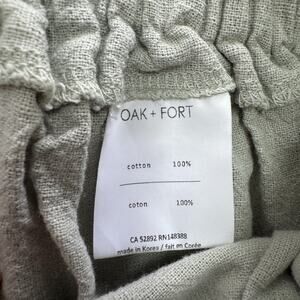 OAK + FORT
cotton 100%
coton 100%
CA 52892 RN148388
made in Korea / fait en Corée